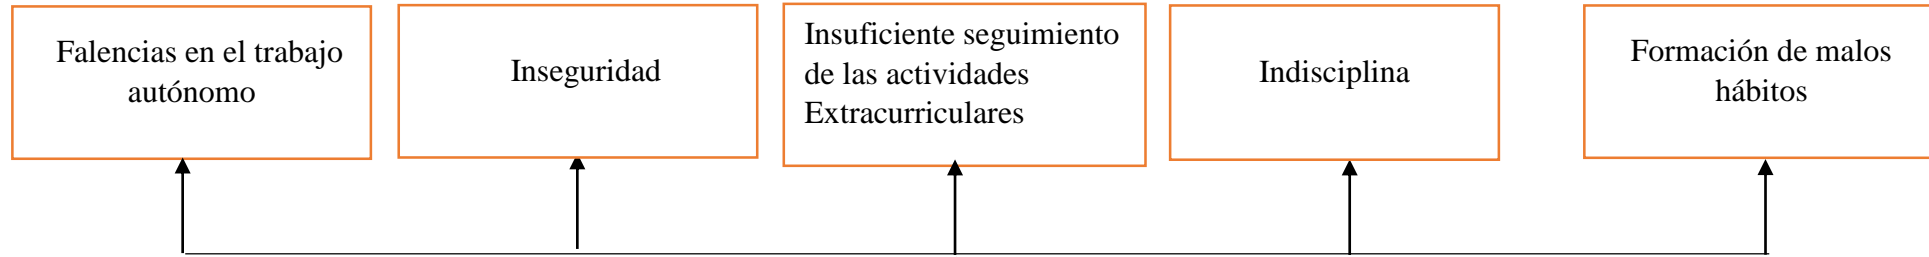 Falencias en el trabajo
autónomo
Inseguridad
Insuficiente seguimiento
de las actividades
Extracurriculares
Indisciplina
Formación de malos
hábitos